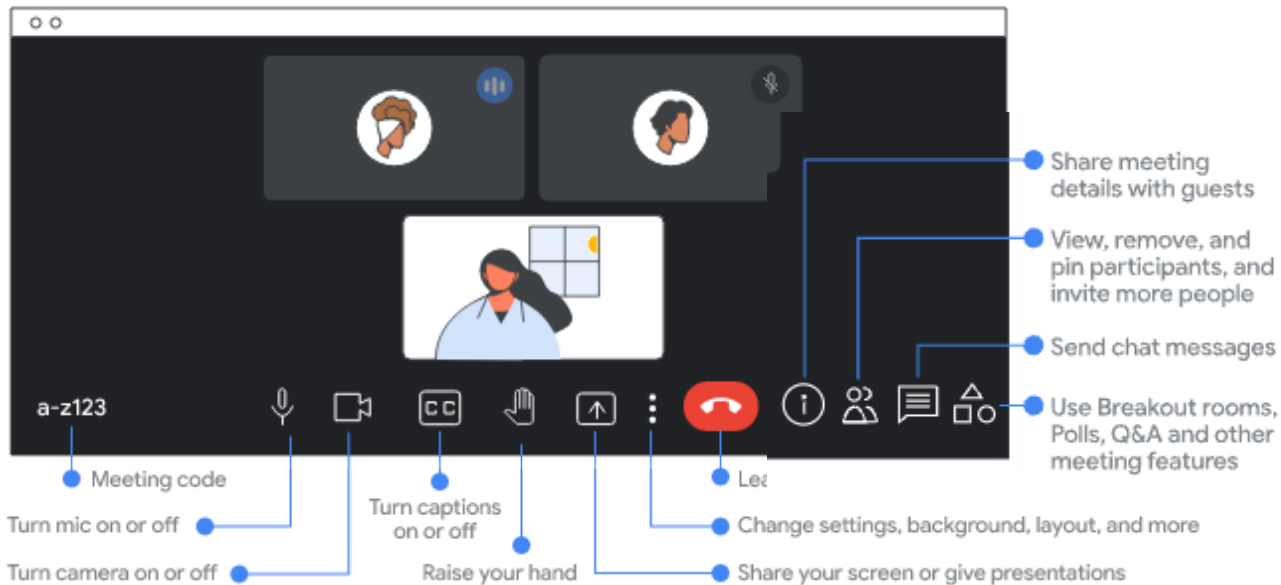 Share meeting
details with guests
View, remove, and
pin participants, and
invite more people
Send chat messages
a-z123
CC
Use Breakout rooms,
Polls, Q&A and other
meeting features
Meeting code
Turn captions
on or off
Turn mic on or off
Change settings, background, layout, and more
Turn camera on or off
Raise your hand
Share your screen or give presentations